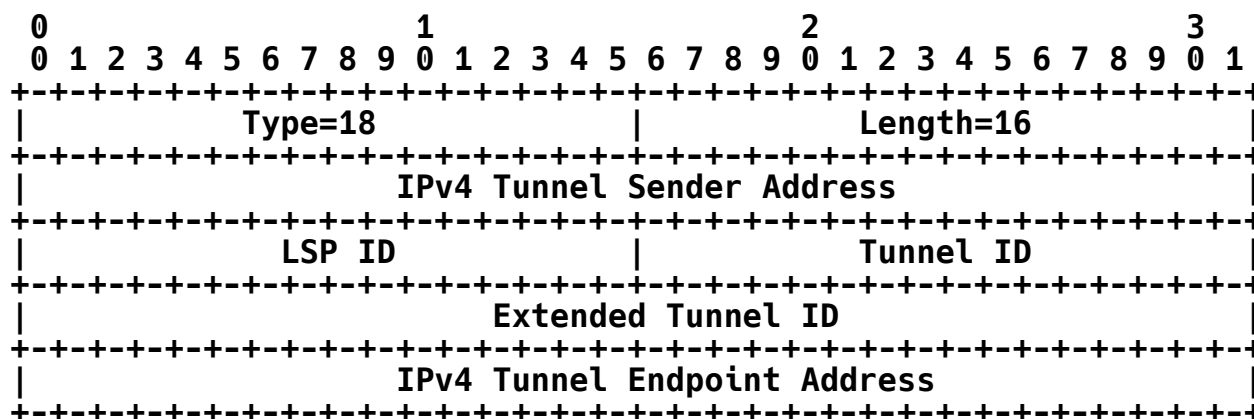 0                   1                   2                   3
 0 1 2 3 4 5 6 7 8 9 0 1 2 3 4 5 6 7 8 9 0 1 2 3 4 5 6 7 8 9 0 1
+-+-+-+-+-+-+-+-+-+-+-+-+-+-+-+-+-+-+-+-+-+-+-+-+-+-+-+-+-+-+-+-+
|           Type=18             |           Length=16           |
+-+-+-+-+-+-+-+-+-+-+-+-+-+-+-+-+-+-+-+-+-+-+-+-+-+-+-+-+-+-+-+-+
|                   IPv4 Tunnel Sender Address                  |
+-+-+-+-+-+-+-+-+-+-+-+-+-+-+-+-+-+-+-+-+-+-+-+-+-+-+-+-+-+-+-+-+
|             LSP ID            |           Tunnel ID           |
+-+-+-+-+-+-+-+-+-+-+-+-+-+-+-+-+-+-+-+-+-+-+-+-+-+-+-+-+-+-+-+-+
|                        Extended Tunnel ID                     |
+-+-+-+-+-+-+-+-+-+-+-+-+-+-+-+-+-+-+-+-+-+-+-+-+-+-+-+-+-+-+-+-+
|                   IPv4 Tunnel Endpoint Address                |
+-+-+-+-+-+-+-+-+-+-+-+-+-+-+-+-+-+-+-+-+-+-+-+-+-+-+-+-+-+-+-+-+